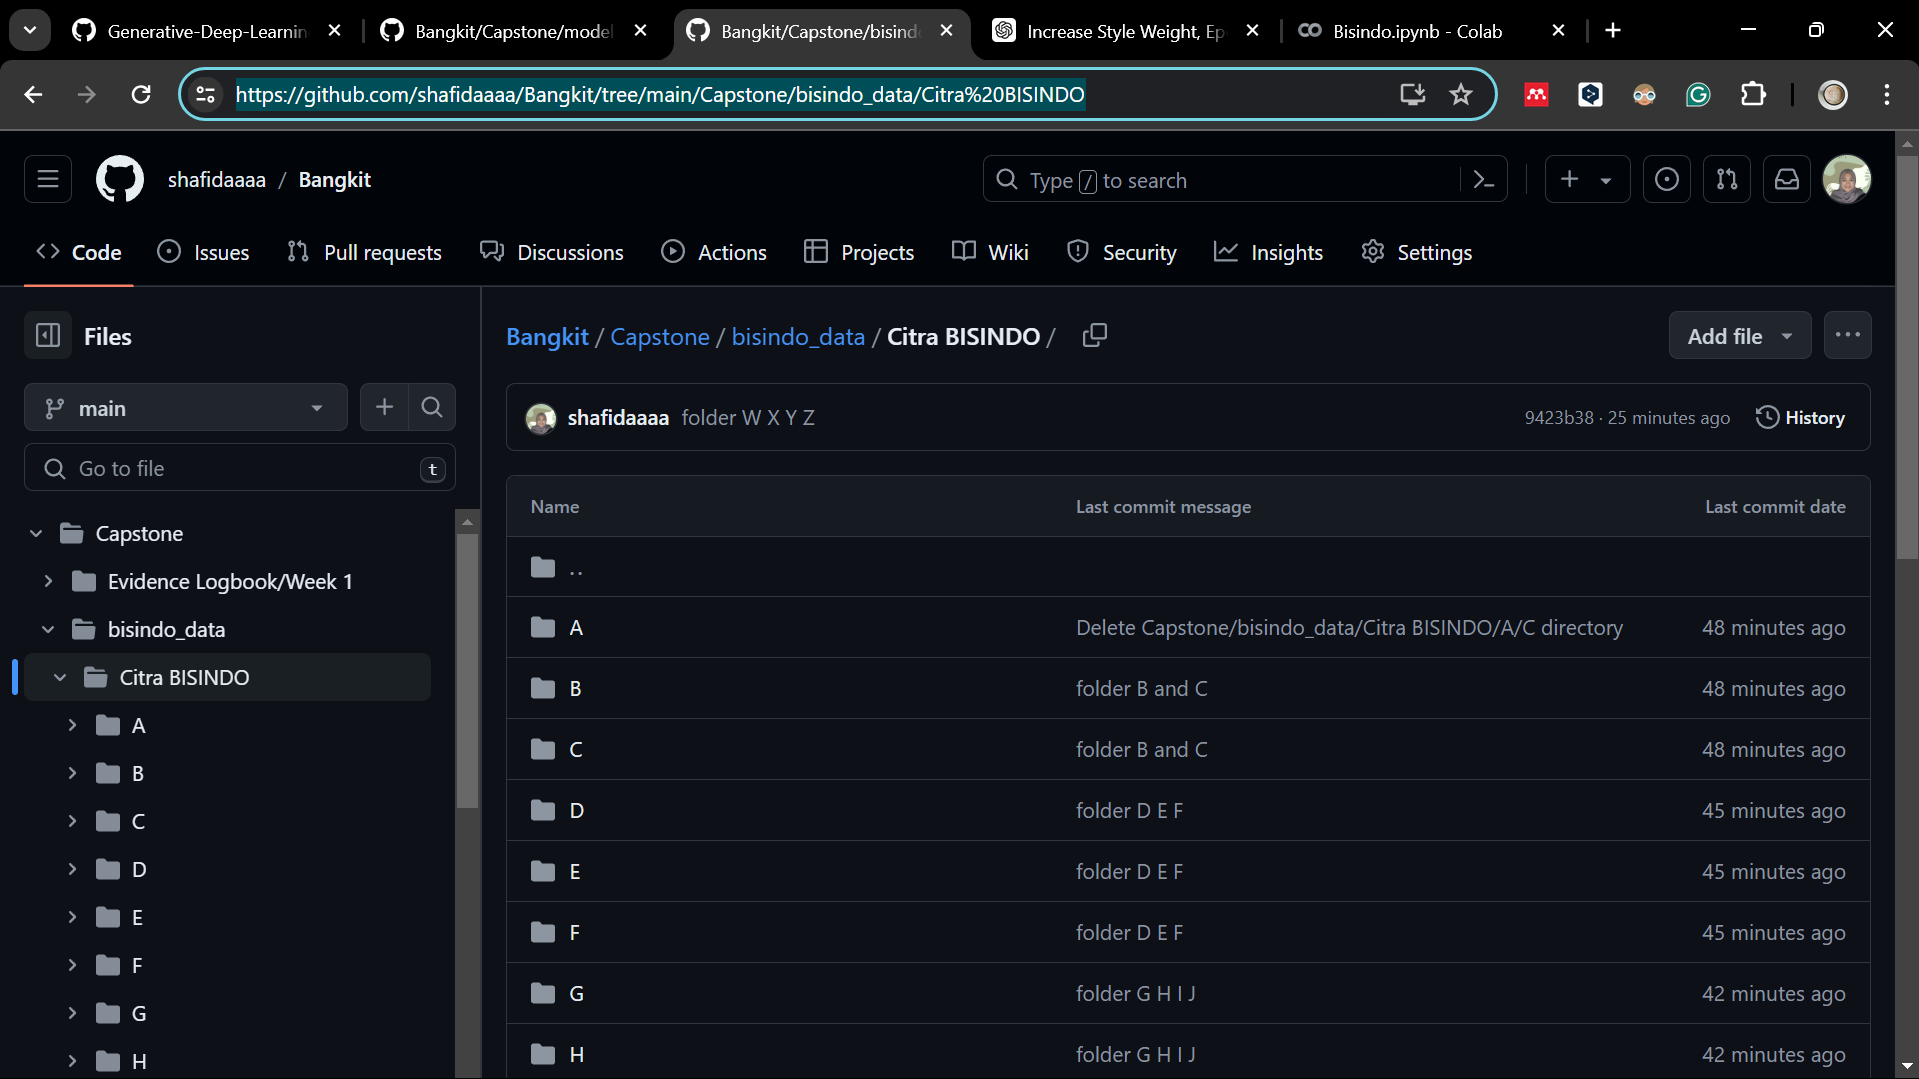 Generative-Deep-Learnin
Bangkit/Capstone/model
Bangkit/Capstone/bisind
Increase Style Weight, Ep
Bisindo.ipynb - Colab
https://github.com/shafidaaaa/Bangkit/tree/main/Capstone/bisindo_data/Citra%20BISINDO
shafidaaaa / Bangkit
Type / to search
Code
Issues
Pull requests
Discussions
Actions
Projects
Wiki
Security
Insights
Settings
Files
main
Go to file
t
Capstone
Evidence Logbook/Week 1
bisindo_data
Citra BISINDO
A
B
C
D
E
F
G
H
Bangkit / Capstone / bisindo_data / Citra BISINDO /
Add file
shafidaaaa folder W X Y Z
9423b38 · 25 minutes ago
History
Name Last commit message Last commit date
..
A Delete Capstone/bisindo_data/Citra BISINDO/A/C directory 48 minutes ago
B folder B and C 48 minutes ago
C folder B and C 48 minutes ago
D folder D E F 45 minutes ago
E folder D E F 45 minutes ago
F folder D E F 45 minutes ago
G folder G H I J 42 minutes ago
H folder G H I J 42 minutes ago